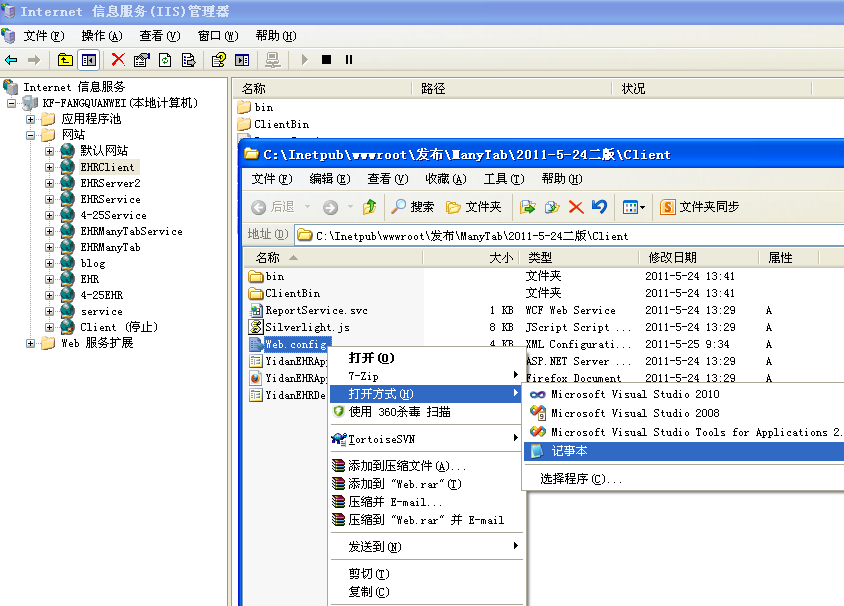 Internet 信息服务(IIS)管理器
文件(F) 操作(A) 查看(V) 窗口(W) 帮助(H)
Internet 信息服务
KF-FANGQUANWEI(本地计算机)
应用程序池
网站
默认网站
EHRClient
EHRServer2
EHRService
4-25Service
EHRManyTabService
EHRManyTab
blog
EHR
4-25EHR
service
Client (停止)
Web 服务扩展
名称 路径 状况
bin
ClientBin
C:\Inetpub\wwwroot\发布\ManyTab\2011-5-24二版\Client
文件(F) 编辑(E) 查看(V) 收藏(A) 工具(T) 帮助(H)
后退 搜索 文件夹 文件夹同步
地址(D) C:\Inetpub\wwwroot\发布\ManyTab\2011-5-24二版\Client
名称 大小 类型 修改日期 属性
bin 文件夹 2011-5-24 13:41
ClientBin 文件夹 2011-5-24 13:41
ReportService.svc 1 KB WCF Web Service 2011-5-24 13:29 A
Silverlight.js 8 KB JScript Script ... 2011-5-24 13:29 A
Web.config 4 KB XML Configurati... 2011-5-25 9:34 A
YidanEHRApp ASP.NET Server ... 2011-5-24 13:29 A
YidanEHRApp Firefox Document 2011-5-24 13:29 A
YidanEHRDe
打开(O)
7-Zip
打开方式(H)
使用 360杀毒 扫描
TortoiseSVN
添加到压缩文件(A)...
添加到 "Web.rar"(T)
压缩并 E-mail...
压缩到 "Web.rar" 并 E-mail
发送到(N)
剪切(T)
复制(C)
Microsoft Visual Studio 2010
Microsoft Visual Studio 2008
Microsoft Visual Studio Tools for Applications 2.
记事本
选择程序(C)...